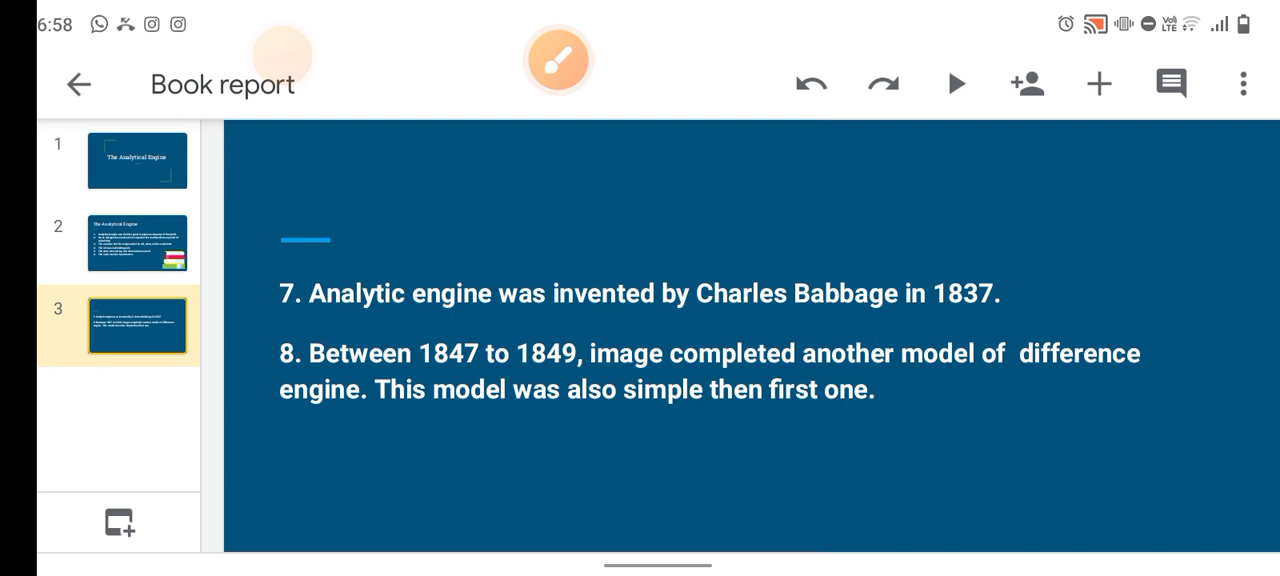 6:58
Vo)
LTE
Book report
1
The Analytical Engine
2
The Analytical Engine
3
7. Analytic engine was invented by Charles Babbage in 1837.
8. Between 1847 to 1849, image completed another model of difference
engine. This model was also simple then first one.